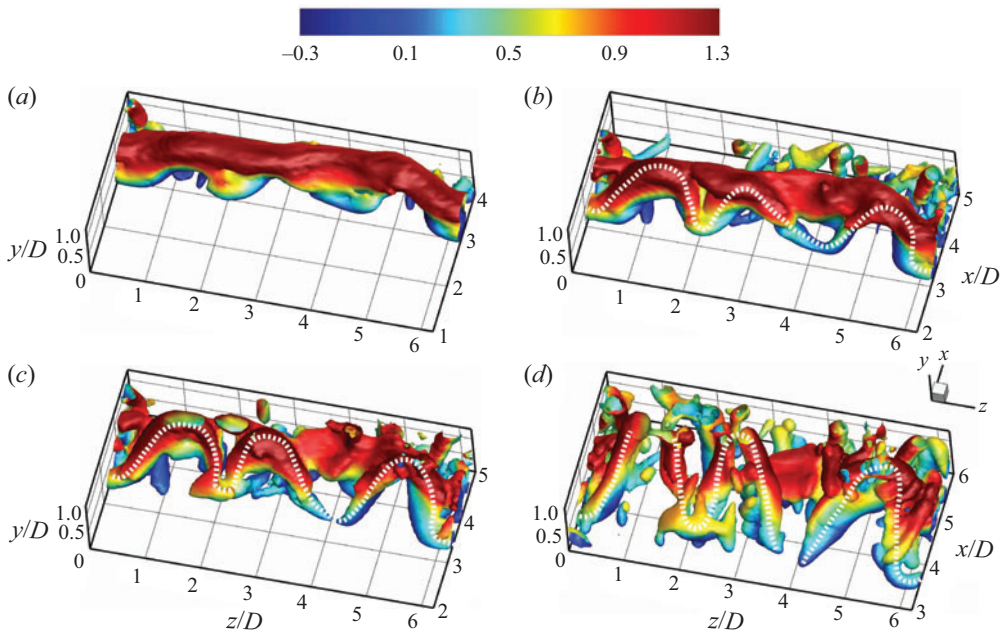 –0.3 0.1 0.5 0.9 1.3
(a) (b)
4 5
1.0 3 1.0 4
y/D 0.5 0.5 x/D
0 2 0 3
1 1
2 2
3 3
4 4
5 5
6 1 6 2
y x
(c) (d) z
5 6
1.0 4 1.0 5
y/D 0.5 0.5 x/D
0 3 0 4
1 1
2 2
3 3
4 4
5 5
6 2 6 3
z/D z/D